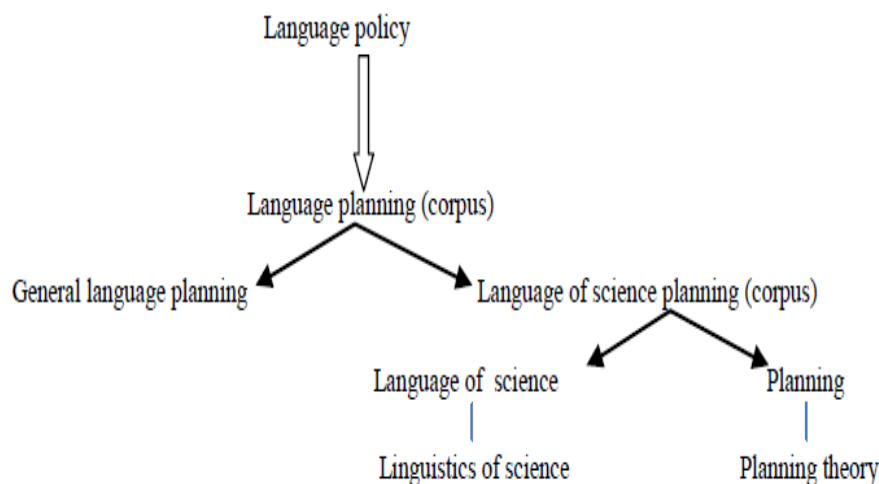 Language policy
Language planning (corpus)
General language planning
Language of science planning (corpus)
Language of science
Planning
Linguistics of science
Planning theory